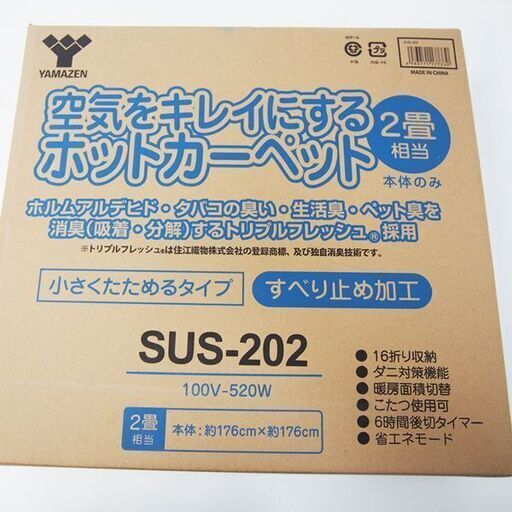 YAMAZEN
プラ
SUS-202
MADE IN CHINA
空気をキレイにする
ホットカーペット
2畳
相当
本体のみ
ホルムアルデヒド・タバコの臭い・生活臭・ペット臭を
消臭(吸着・分解)するトリプルフレッシュ®採用
※トリプルフレッシュ®は住江織物株式会社の登録商標、及び独自消臭技術です。
小さくたためるタイプ
すべり止め加工
SUS-202
100V-520W
2畳
相当
本体:約176cm×約176cm
●16折り収納
●ダニ対策機能
●暖房面積切替
●こたつ使用可
●6時間後切タイマー
●省エネモード